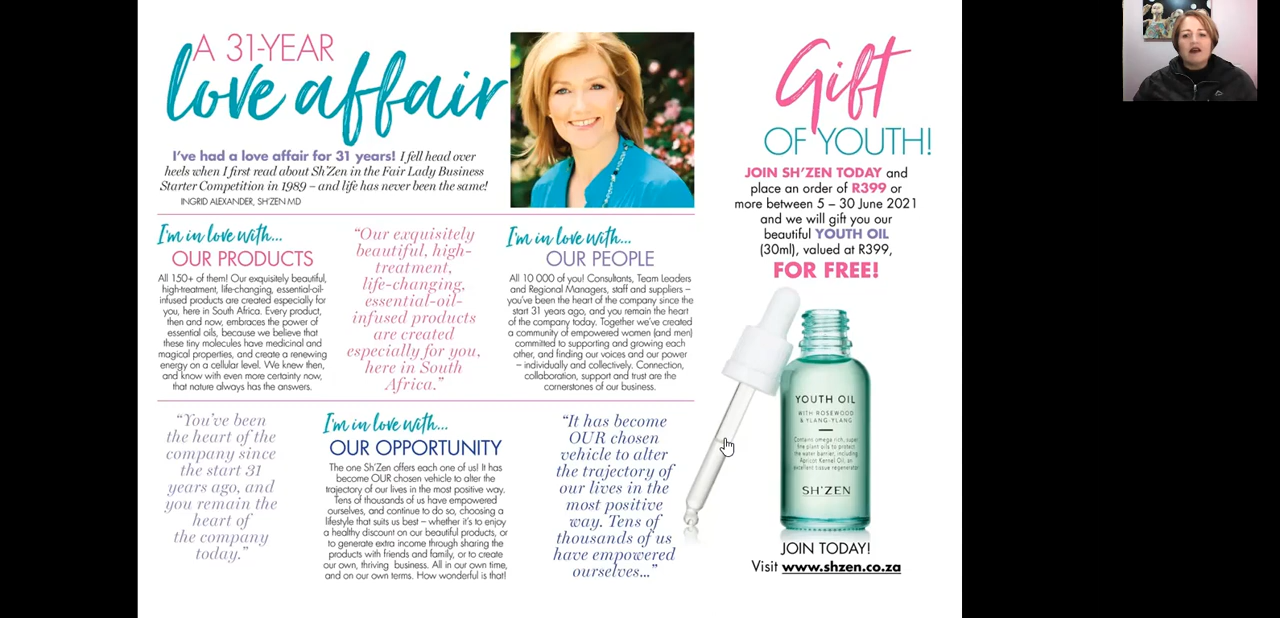 A 31-YEAR
love affair
I've had a love affair for 31 years! I fell head over
heels when I first read about Sh'Zen in the Fair Lady Business
Starter Competition in 1989 – and life has never been the same!
INGRID ALEXANDER, SH'ZEN MD
I'm in love with...
OUR PRODUCTS
All 150+ of them! Our exquisitely beautiful,
high-treatment, life-changing, essential-oil-
infused products are created especially for
you, here in South Africa. Every product,
then and now, embraces the power of
essential oils, because we believe that
these tiny molecules have medicinal and
magical properties, and create a renewing
energy on a cellular level. We knew then,
and know with even more certainty now,
that nature always has the answers.
"Our exquisitely
beautiful, high-
treatment,
life-changing,
essential-oil-
infused products
are created
especially for you,
here in South
Africa."
I'm in love with...
OUR PEOPLE
All 10 000 of you! Consultants, Team Leaders
and Regional Managers, staff and suppliers –
you've been the heart of the company since the
start 31 years ago, and you remain the heart
of the company today. Together we've created
a community of empowered women (and men)
committed to supporting and growing each
other, and finding our voices and our power
– individually and collectively. Connection,
collaboration, support and trust are the
cornerstones of our business.
"You've been
the heart of the
company since
the start 31
years ago, and
you remain the
heart of
the company
today."
I'm in love with...
OUR OPPORTUNITY
The one Sh'Zen offers each one of us! It has
become OUR chosen vehicle to alter the
trajectory of our lives in the most positive way.
Tens of thousands of us have empowered
ourselves, and continue to do so, choosing a
lifestyle that suits us best – whether it's to enjoy
a healthy discount on our beautiful products, or
to generate extra income through sharing the
products with friends and family, or to create
our own, thriving business. All in our own time,
and on our own terms. How wonderful is that!
"It has become
OUR chosen
vehicle to alter
the trajectory of
our lives in the
most positive
way. Tens of
thousands of us
have empowered
ourselves..."
Gift
OF YOUTH!
JOIN SH'ZEN TODAY and
place an order of R399 or
more between 5 – 30 June 2021
and we will gift you our
beautiful YOUTH OIL
(30ml), valued at R399,
FOR FREE!
YOUTH OIL
WITH ROSEWOOD
& YLANG-YLANG
Contains omega rich, super
fine plant oils to protect
the water barrier, including
Apricot Kernel Oil, an
excellent tissue regenerator
SH'ZEN
JOIN TODAY!
Visit www.shzen.co.za